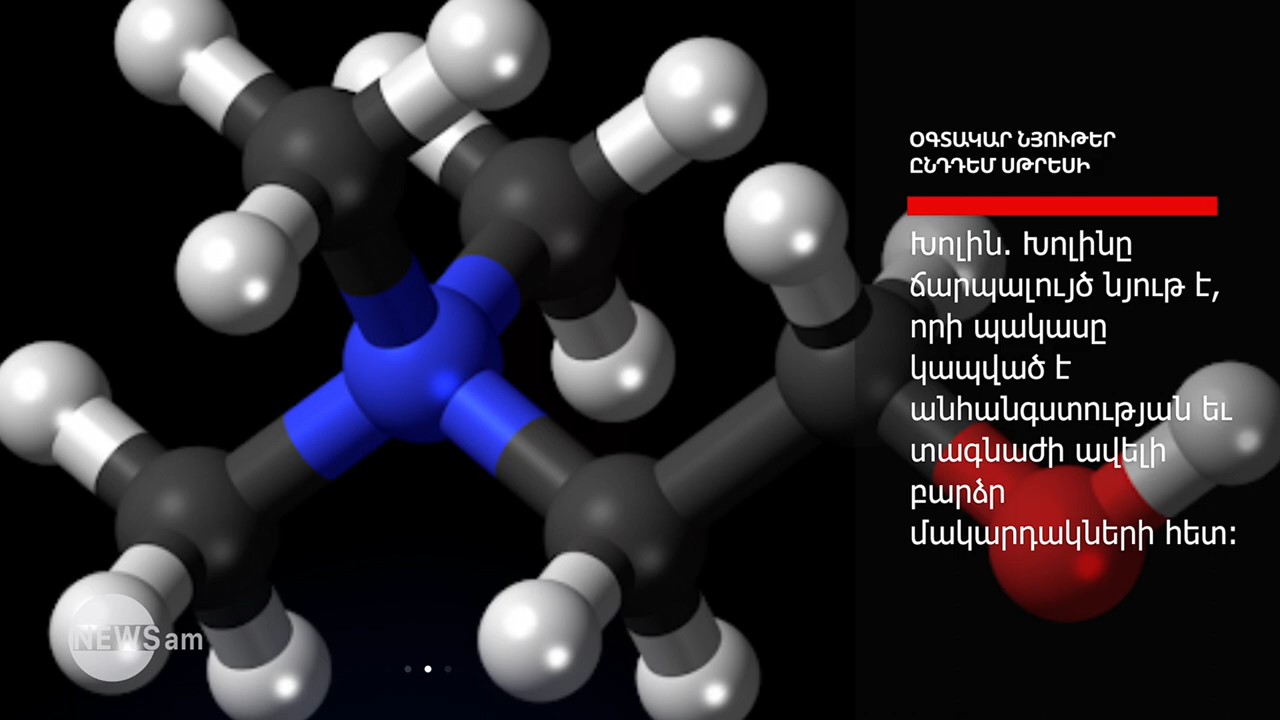 ՕԳՏԱԿԱՐ ՆՅՈՒԹԵՐ
ԸՆԴԴԵՄ ՍԹՐԵՍԻ
Խոլին. Խոլինը
ճարպալույծ նյութ է,
որի պակասը
կապված է
անհանգստության եւ
տագնաժի ավելի
բարձր
մակարդակների հետ:
NEWS am